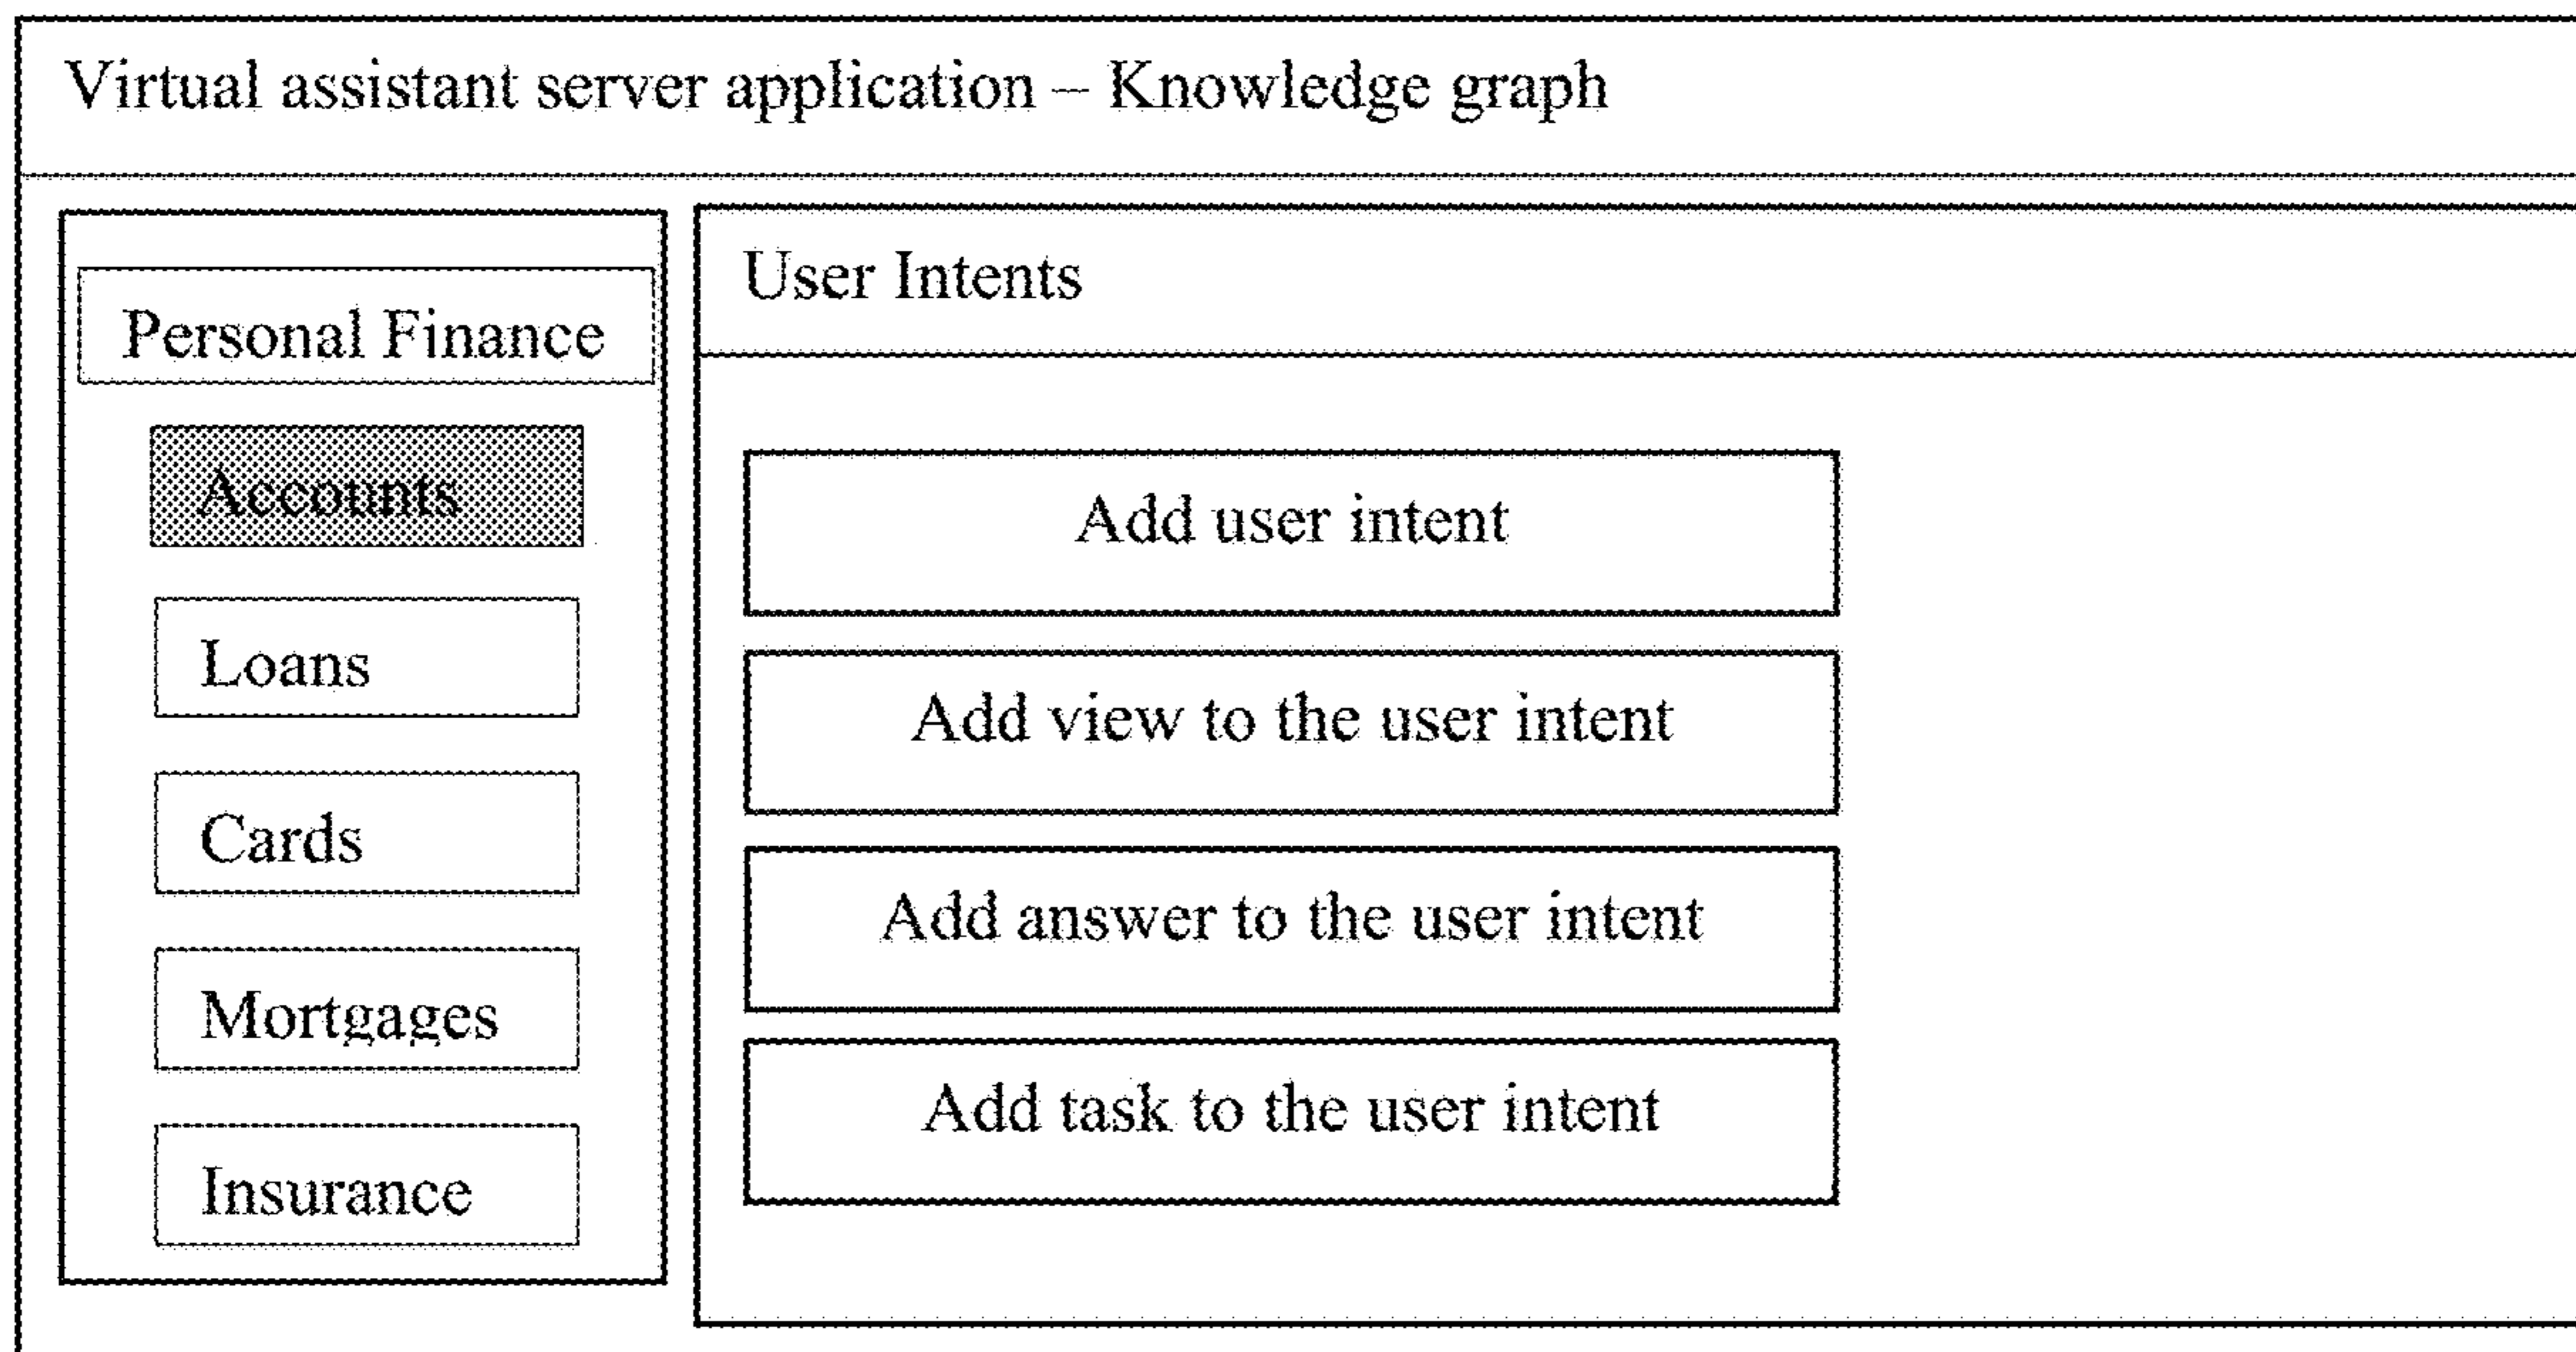 Virtual assistant server application – Knowledge graph
Personal Finance
Accounts
Loans
Cards
Mortgages
Insurance
User Intents
Add user intent
Add view to the user intent
Add answer to the user intent
Add task to the user intent